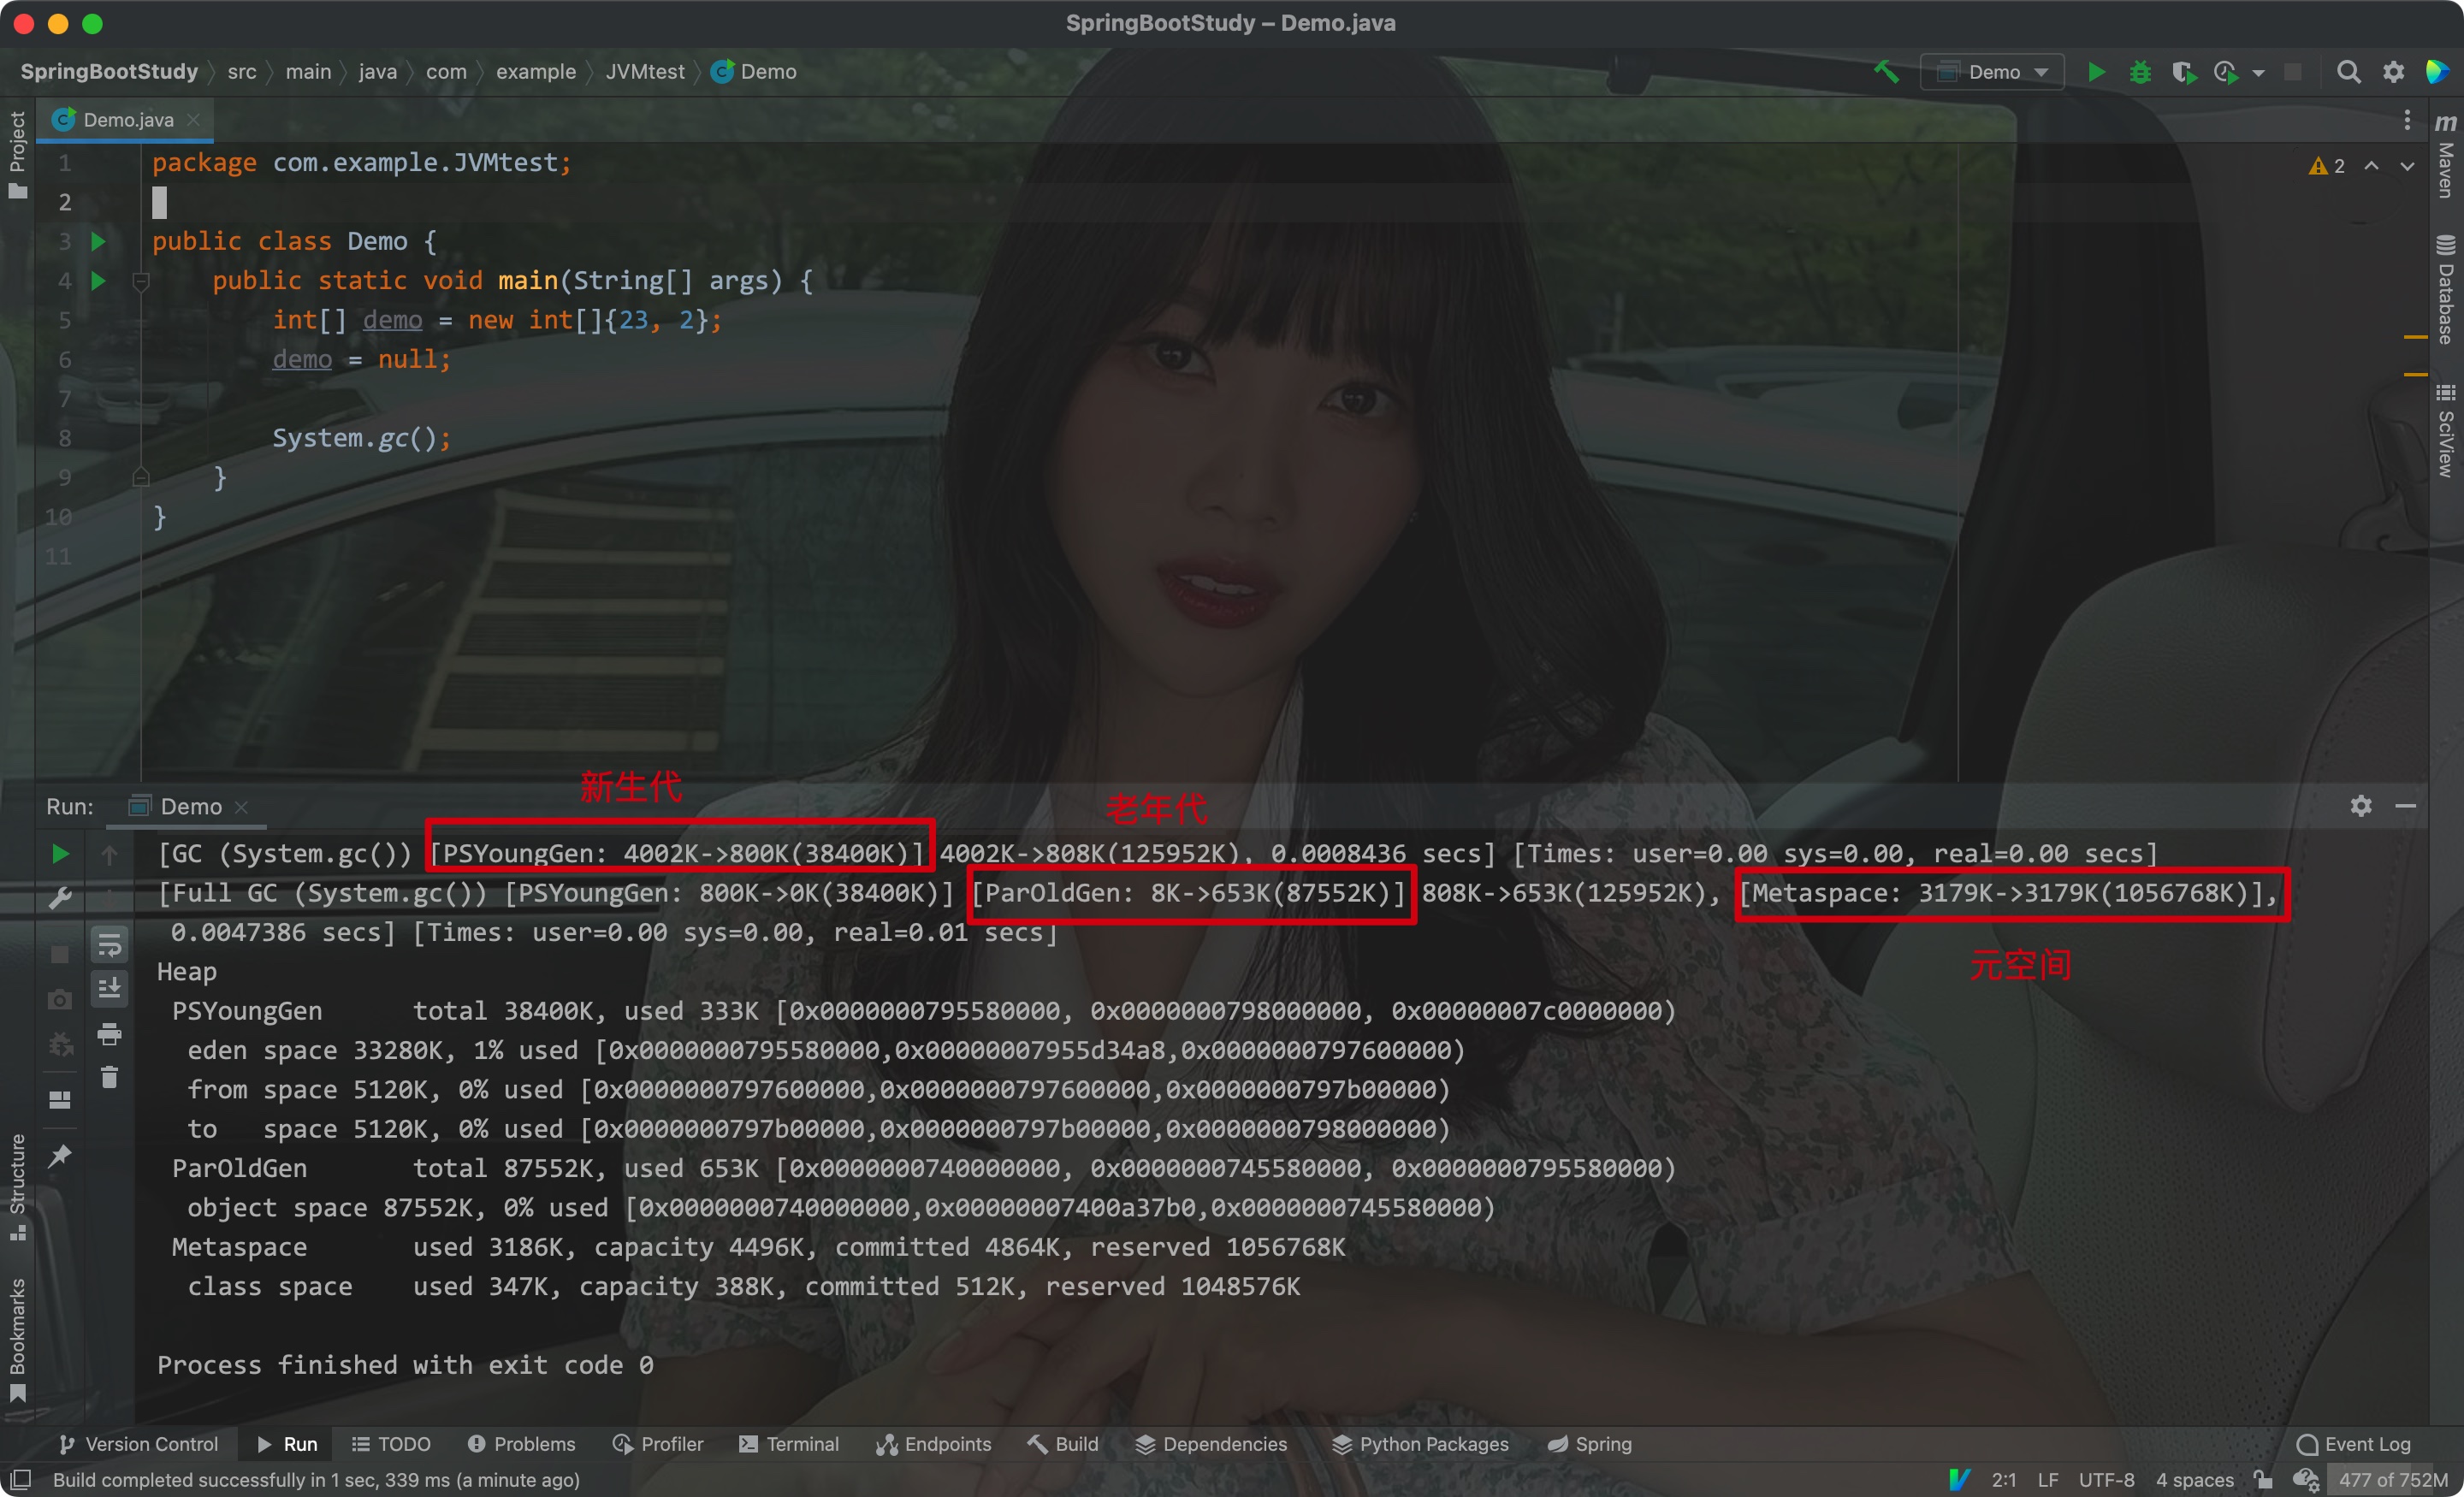 SpringBootStudy – Demo.java
SpringBootStudy src main java com example JVMtest Demo
Demo
Demo.java
Project
Maven
Database
SciView
2
1 package com.example.JVMtest;
2
3 public class Demo {
4 public static void main(String[] args) {
5 int[] demo = new int[]{23, 2};
6 demo = null;
7
8 System.gc();
9 }
10 }
11
新生代
老年代
Run: Demo
[GC (System.gc()) [PSYoungGen: 4002K->800K(38400K)] 4002K->808K(125952K), 0.0008436 secs] [Times: user=0.00 sys=0.00, real=0.00 secs]
[Full GC (System.gc()) [PSYoungGen: 800K->0K(38400K)] [ParOldGen: 8K->653K(87552K)] 808K->653K(125952K), [Metaspace: 3179K->3179K(1056768K)],
0.0047386 secs] [Times: user=0.00 sys=0.00, real=0.01 secs]
元空间
Heap
PSYoungGen total 38400K, used 333K [0x0000000795580000, 0x0000000798000000, 0x00000007c0000000)
eden space 33280K, 1% used [0x0000000795580000,0x00000007955d34a8,0x0000000797600000)
from space 5120K, 0% used [0x0000000797600000,0x0000000797600000,0x0000000797b00000)
to space 5120K, 0% used [0x0000000797b00000,0x0000000797b00000,0x0000000798000000)
ParOldGen total 87552K, used 653K [0x0000000740000000, 0x0000000745580000, 0x0000000795580000)
object space 87552K, 0% used [0x0000000740000000,0x00000007400a37b0,0x0000000745580000)
Metaspace used 3186K, capacity 4496K, committed 4864K, reserved 1056768K
class space used 347K, capacity 388K, committed 512K, reserved 1048576K
Process finished with exit code 0
Structure
Bookmarks
Version Control Run TODO Problems Profiler Terminal Endpoints Build Dependencies Python Packages Spring Event Log
Build completed successfully in 1 sec, 339 ms (a minute ago) 2:1 LF UTF-8 4 spaces 477 of 752M